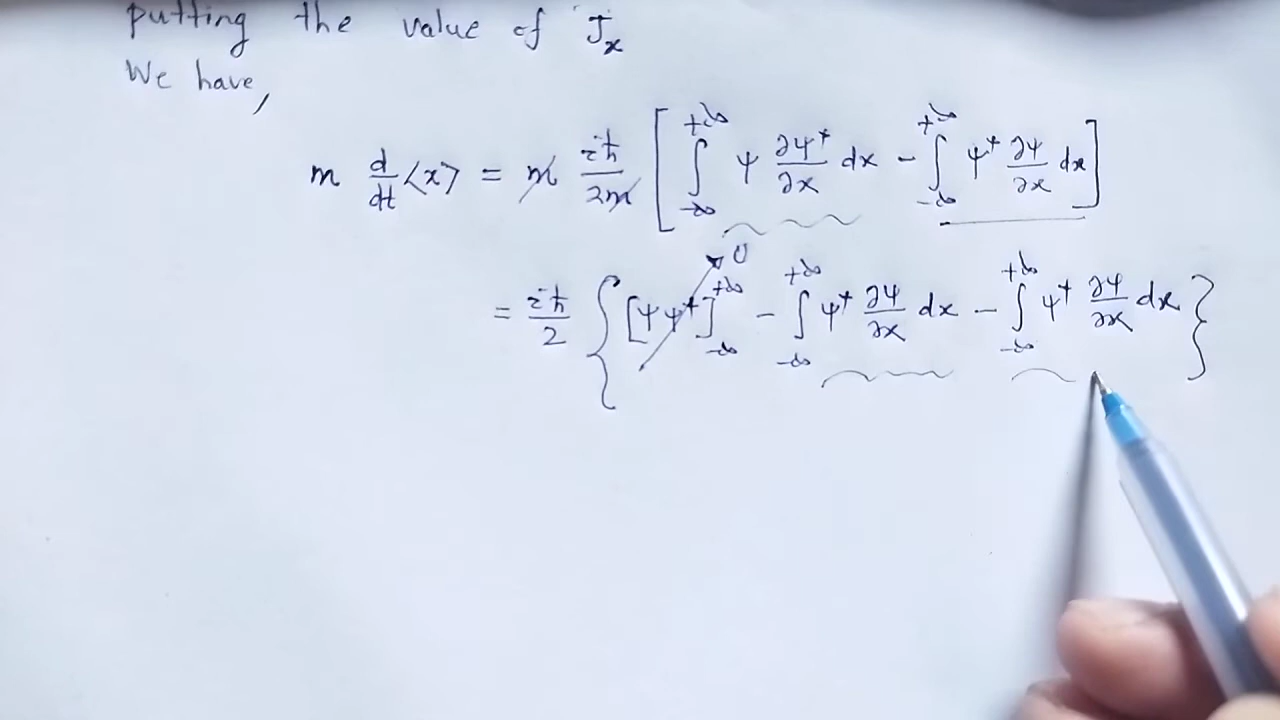 putting the value of Jₓ
We have,
m d/dt ⟨x⟩ = m iħ/2m [ ∫_{-∞}^{+∞} ψ ∂ψ⁺/∂x dx - ∫_{-∞}^{+∞} ψ⁺ ∂ψ/∂x dx ]
= iħ/2 { [ψψ⁺]_{-∞}^{+∞} → 0 - ∫_{-∞}^{+∞} ψ⁺ ∂ψ/∂x dx - ∫_{-∞}^{+∞} ψ⁺ ∂ψ/∂x dx }